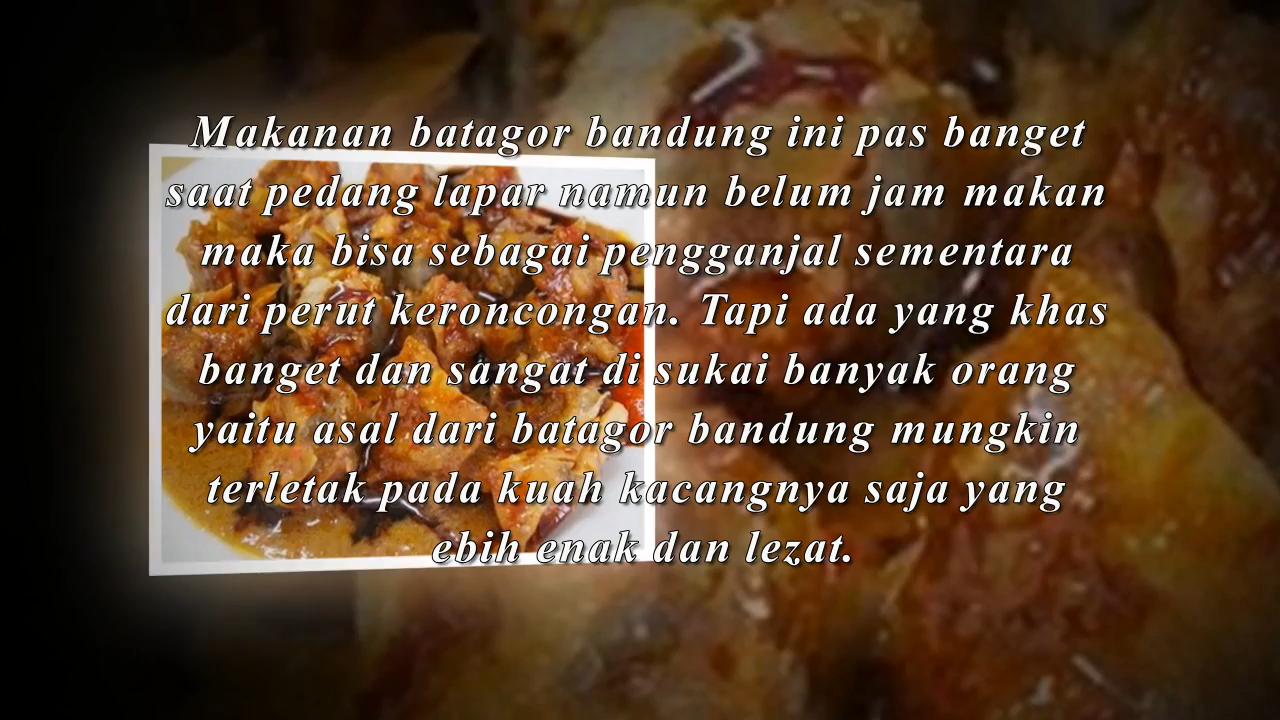 Makanan batagor bandung ini pas banget
saat pedang lapar namun belum jam makan
maka bisa sebagai pengganjal sementara
dari perut keroncongan. Tapi ada yang khas
banget dan sangat di sukai banyak orang
yaitu asal dari batagor bandung mungkin
terletak pada kuah kacangnya saja yang
ebih enak dan lezat.